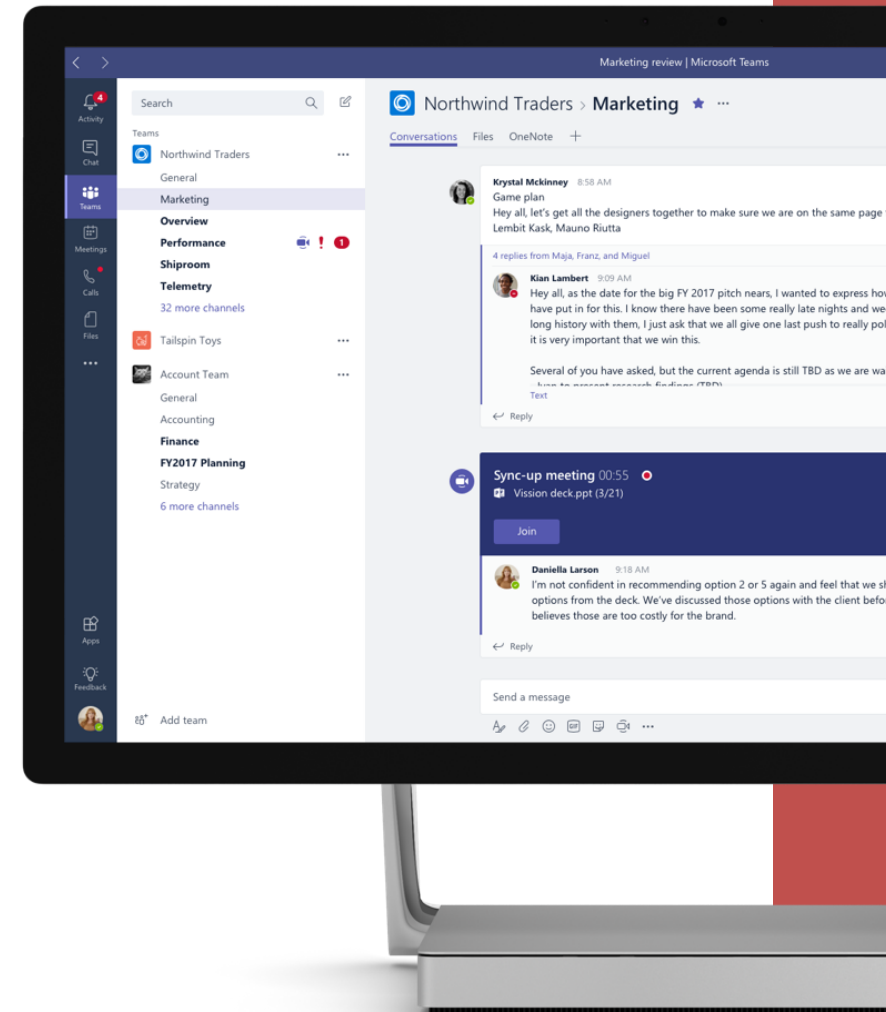 Marketing review | Microsoft Teams
4
Activity
Chat
Teams
Meetings
Calls
Files
Apps
Feedback
Search
Teams
Northwind Traders
General
Marketing
Overview
Performance ! 1
Shiproom
Telemetry
32 more channels
Tailspin Toys
Account Team
General
Accounting
Finance
FY2017 Planning
Strategy
6 more channels
Add team
Northwind Traders > Marketing
Conversations Files OneNote +
Krystal Mckinney 8:58 AM
Game plan
Hey all, let's get all the designers together to make sure we are on the same page
Lembit Kask, Mauno Riutta
4 replies from Maja, Franz, and Miguel
Kian Lambert 9:09 AM
Hey all, as the date for the big FY 2017 pitch nears, I wanted to express how
have put in for this. I know there have been some really late nights and we
long history with them, I just ask that we all give one last push to really pol
it is very important that we win this.
Several of you have asked, but the current agenda is still TBD as we are wa
- Ivan to present research findings (TBD)
Text
Reply
Sync-up meeting 00:55
Vission deck.ppt (3/21)
Join
Daniella Larson 9:18 AM
I'm not confident in recommending option 2 or 5 again and feel that we sh
options from the deck. We've discussed those options with the client befor
believes those are too costly for the brand.
Reply
Send a message
GIF